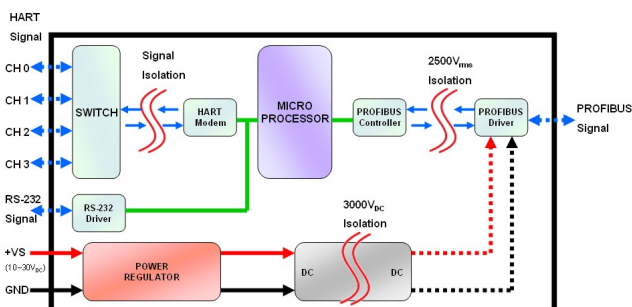 HART
Signal
CH 0
CH 1
CH 2
CH 3
SWITCH
Signal
Isolation
HART
Modem
MICRO
PROCESSOR
PROFIBUS
Controller
2500Vrms
Isolation
PROFIBUS
Driver
PROFIBUS
Signal
RS-232
Signal
RS-232
Driver
3000VDC
Isolation
+VS
(10~30VDC)
GND
POWER
REGULATOR
DC
DC